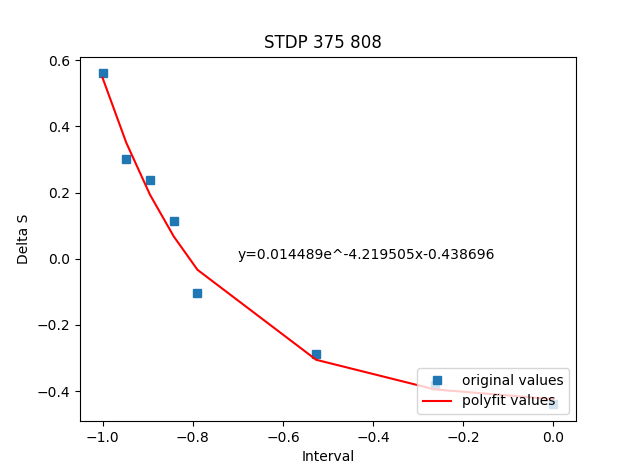 STDP 375 808
0.6
0.4
0.2
0.0
−0.2
−0.4
Delta S
y=0.014489e^-4.219505x-0.438696
original values
polyfit values
−1.0 −0.8 −0.6 −0.4 −0.2 0.0
Interval